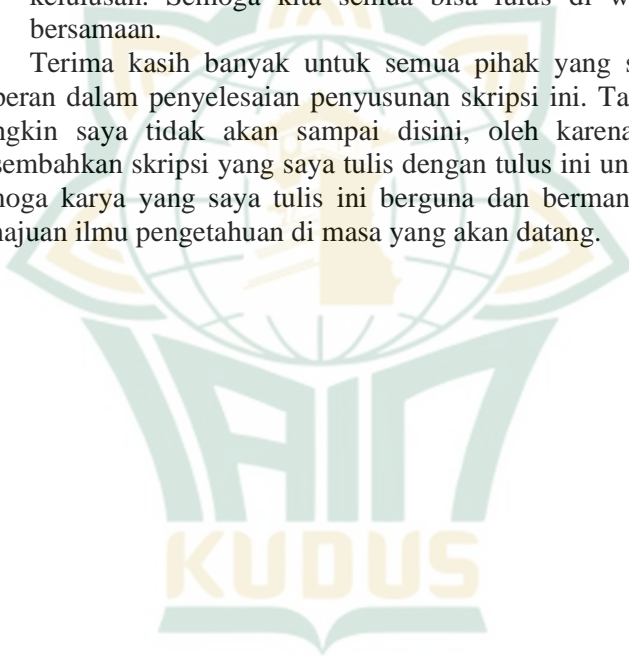 kelulusan. Semoga kita semua bisa lulus di w
bersamaan.
Terima kasih banyak untuk semua pihak yang s
peran dalam penyelesaian penyusunan skripsi ini. Ta
ngkin saya tidak akan sampai disini, oleh karena
sembahkan skripsi yang saya tulis dengan tulus ini un
noga karya yang saya tulis ini berguna dan berman
najuan ilmu pengetahuan di masa yang akan datang.
IAIN
KUDUS